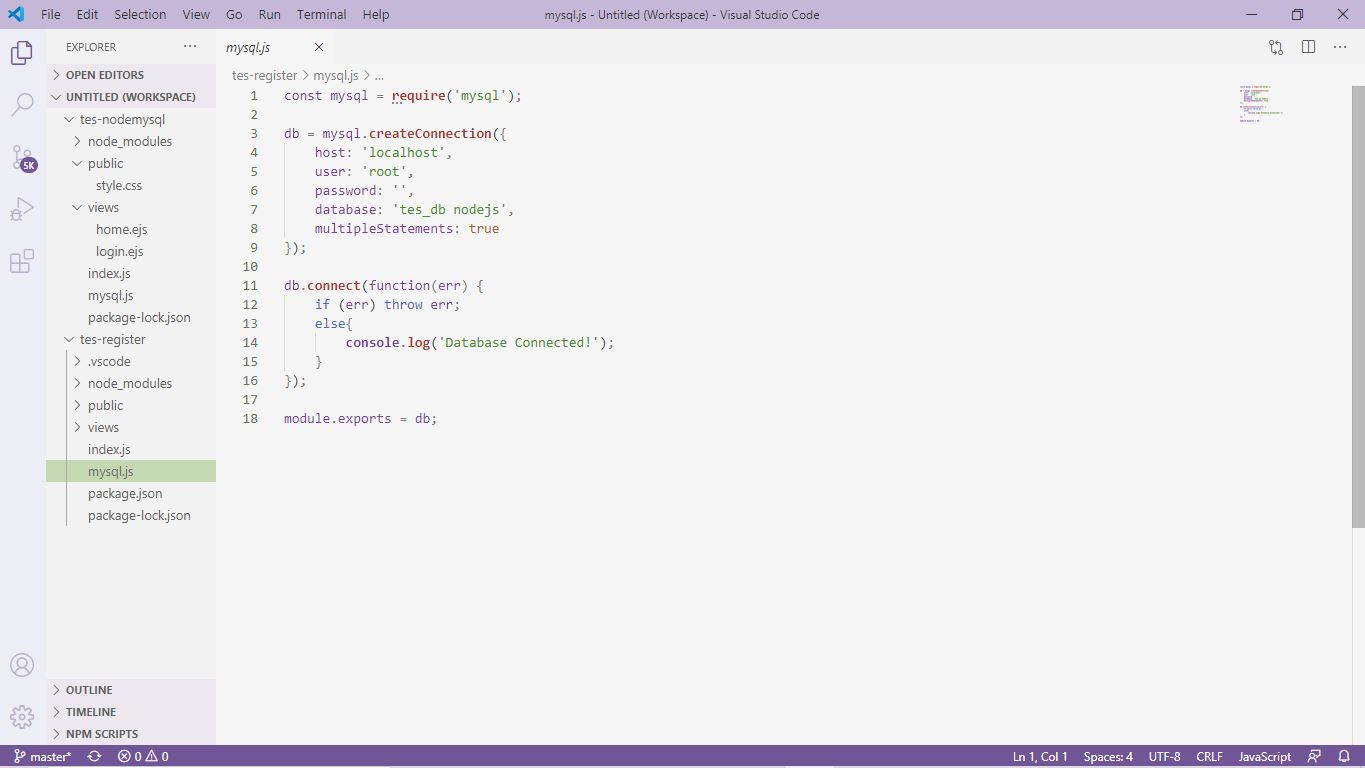 File Edit Selection View Go Run Terminal Help mysql.js - Untitled (Workspace) - Visual Studio Code
EXPLORER
OPEN EDITORS
UNTITLED (WORKSPACE)
tes-nodemysql
node_modules
public
style.css
views
home.ejs
login.ejs
index.js
mysql.js
package-lock.json
tes-register
.vscode
node_modules
public
views
index.js
mysql.js
package.json
package-lock.json
OUTLINE
TIMELINE
NPM SCRIPTS
5K
mysql.js
tes-register > mysql.js > ...
1 const mysql = require('mysql');
2
3 db = mysql.createConnection({
4 host: 'localhost',
5 user: 'root',
6 password: '',
7 database: 'tes_db nodejs',
8 multipleStatements: true
9 });
10
11 db.connect(function(err) {
12 if (err) throw err;
13 else{
14 console.log('Database Connected!');
15 }
16 });
17
18 module.exports = db;
master* 0 0 Ln 1, Col 1 Spaces: 4 UTF-8 CRLF JavaScript